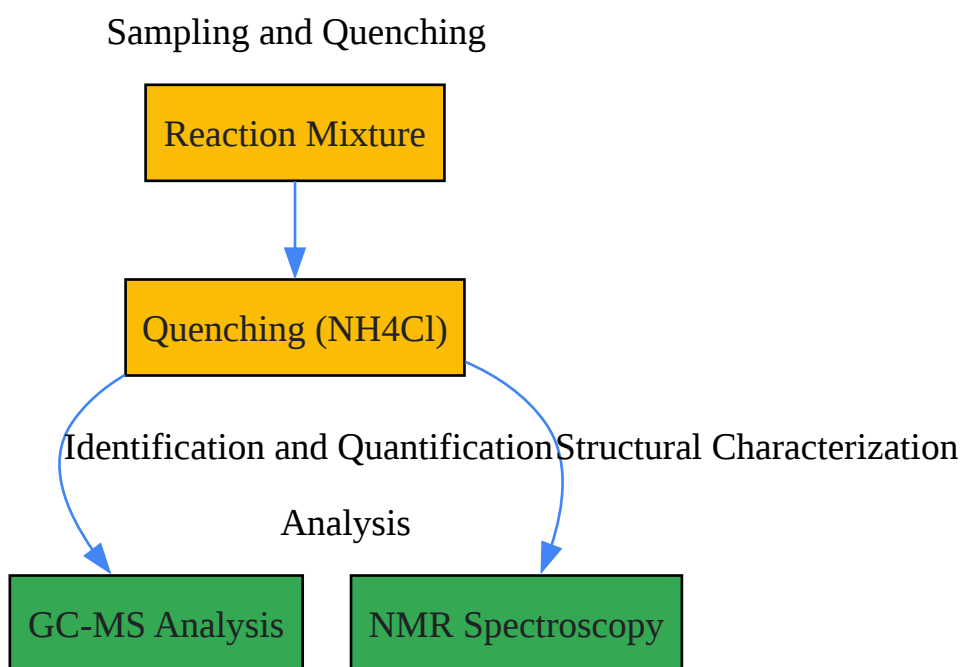 Sampling and Quenching
Reaction Mixture
Quenching (NH4Cl)
Identification and Quantification
Structural Characterization
Analysis
GC-MS Analysis
NMR Spectroscopy